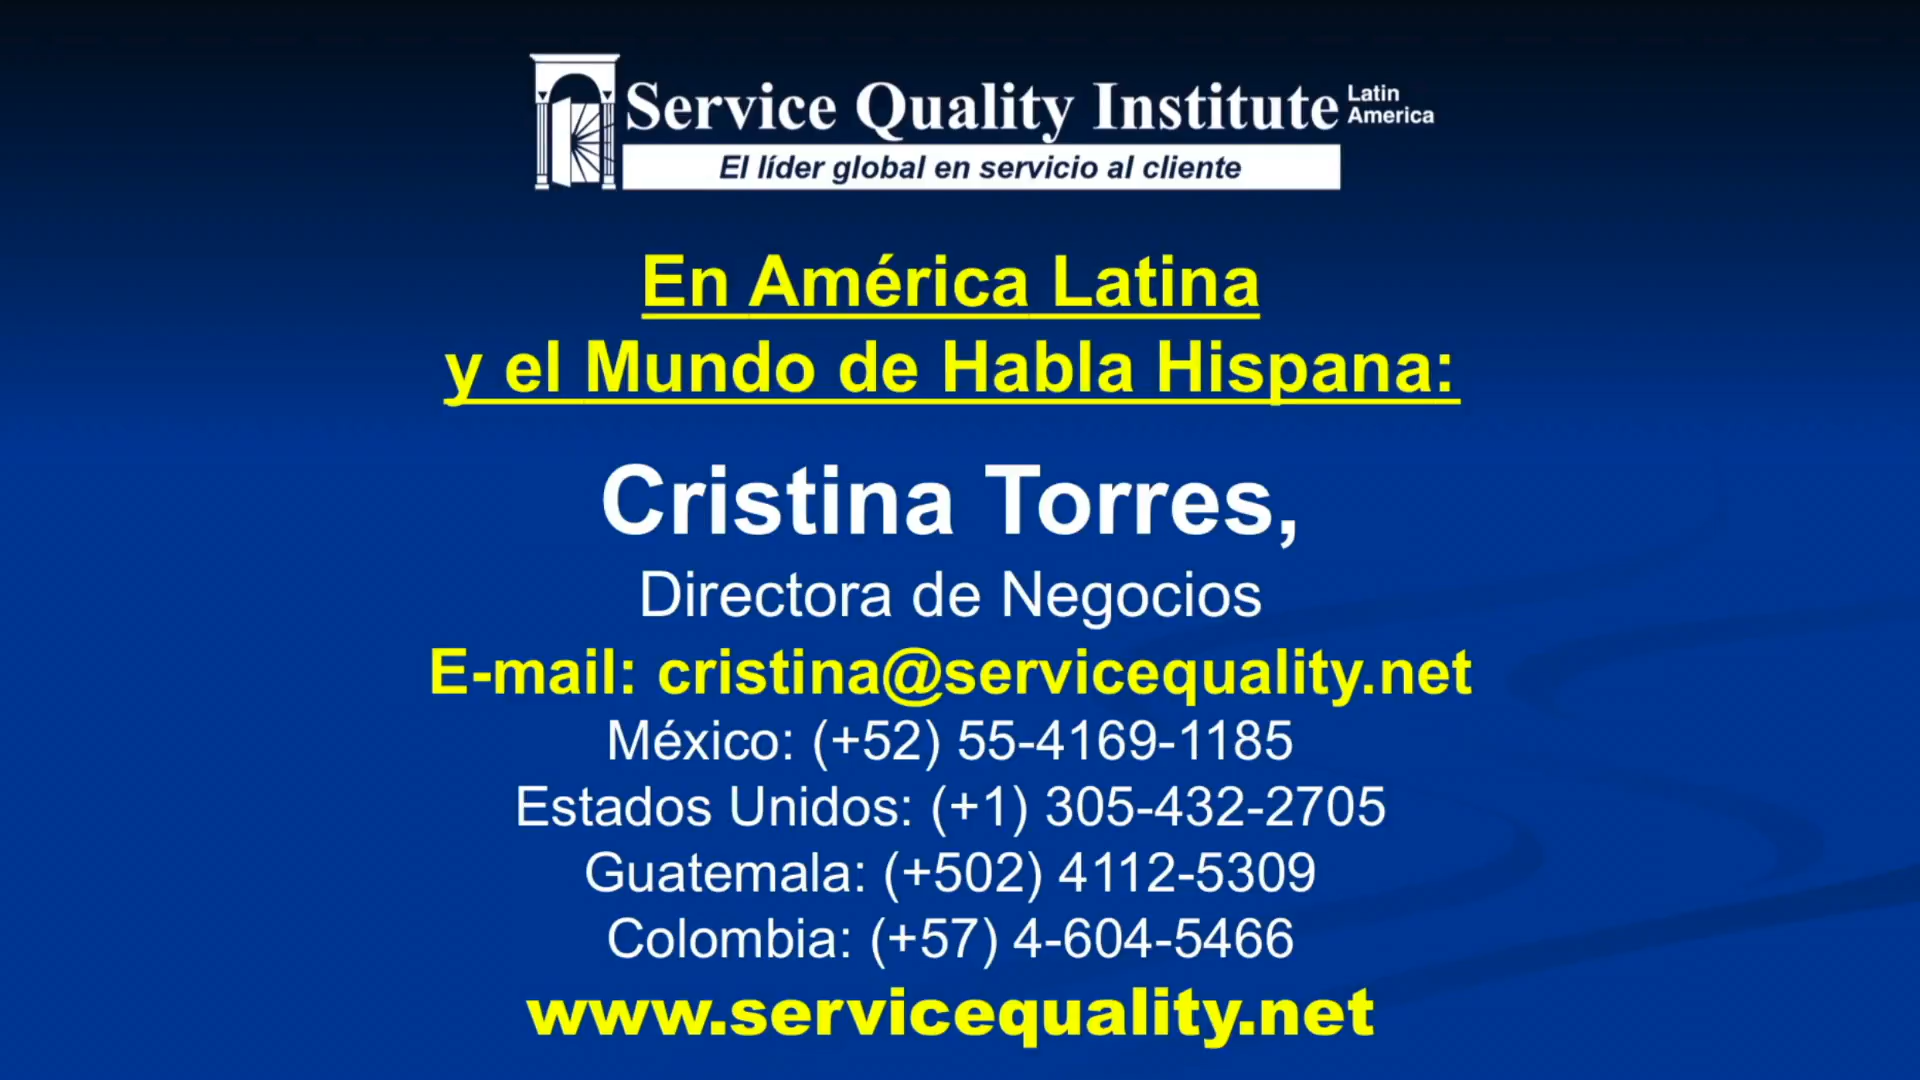 Service Quality Institute Latin America
El líder global en servicio al cliente
En América Latina
y el Mundo de Habla Hispana:
Cristina Torres,
Directora de Negocios
E-mail: cristina@servicequality.net
México: (+52) 55-4169-1185
Estados Unidos: (+1) 305-432-2705
Guatemala: (+502) 4112-5309
Colombia: (+57) 4-604-5466
www.servicequality.net